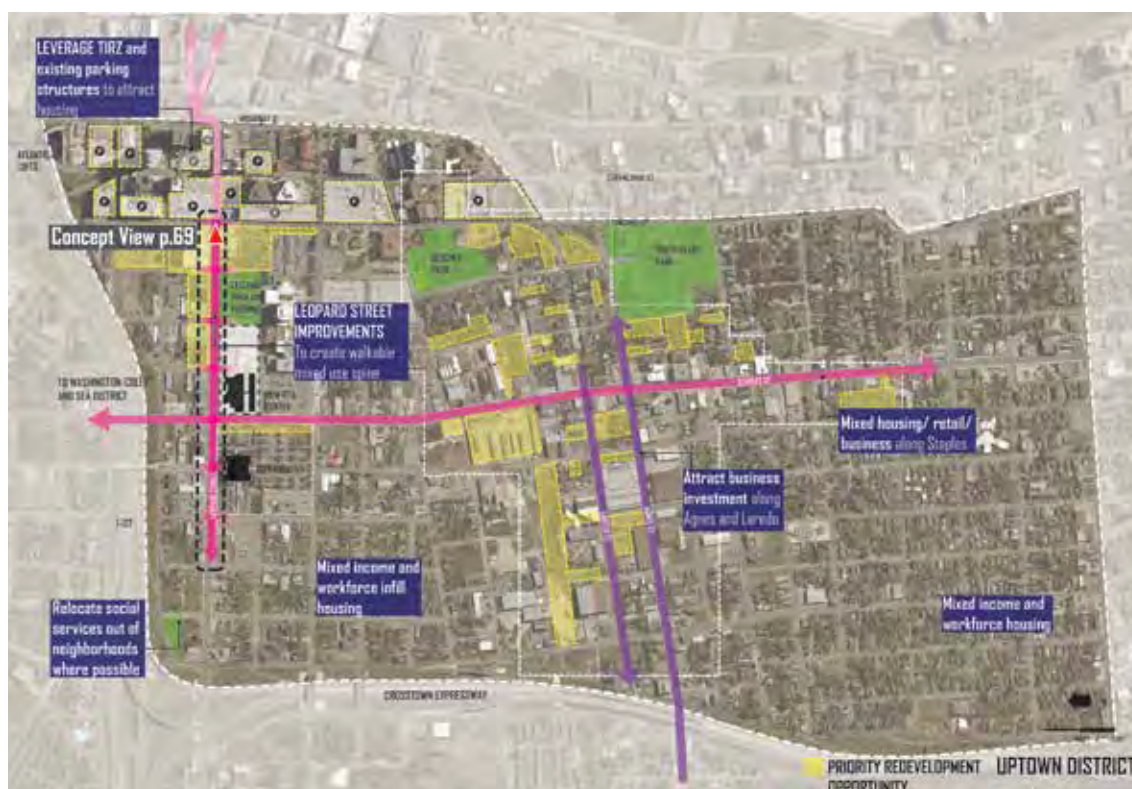 LEVERAGE TIRZ and
existing parking
structures to attract
housing
Concept View p.69
LEOPARD STREET
IMPROVEMENTS
To create walkable
mixed use spine
TO WASHINGTON-COLE
AND SEA DISTRICT
Mixed housing/ retail/
business along Staples
Attract business
investment along
Agnes and Laredo
I-37
Mixed income and
workforce infill
housing
Relocate social
services out of
neighborhoods
where possible
Mixed income and
workforce housing
CROSSTOWN EXPRESSWAY
PRIORITY REDEVELOPMENT
OPPORTUNITY
UPTOWN DISTRICT